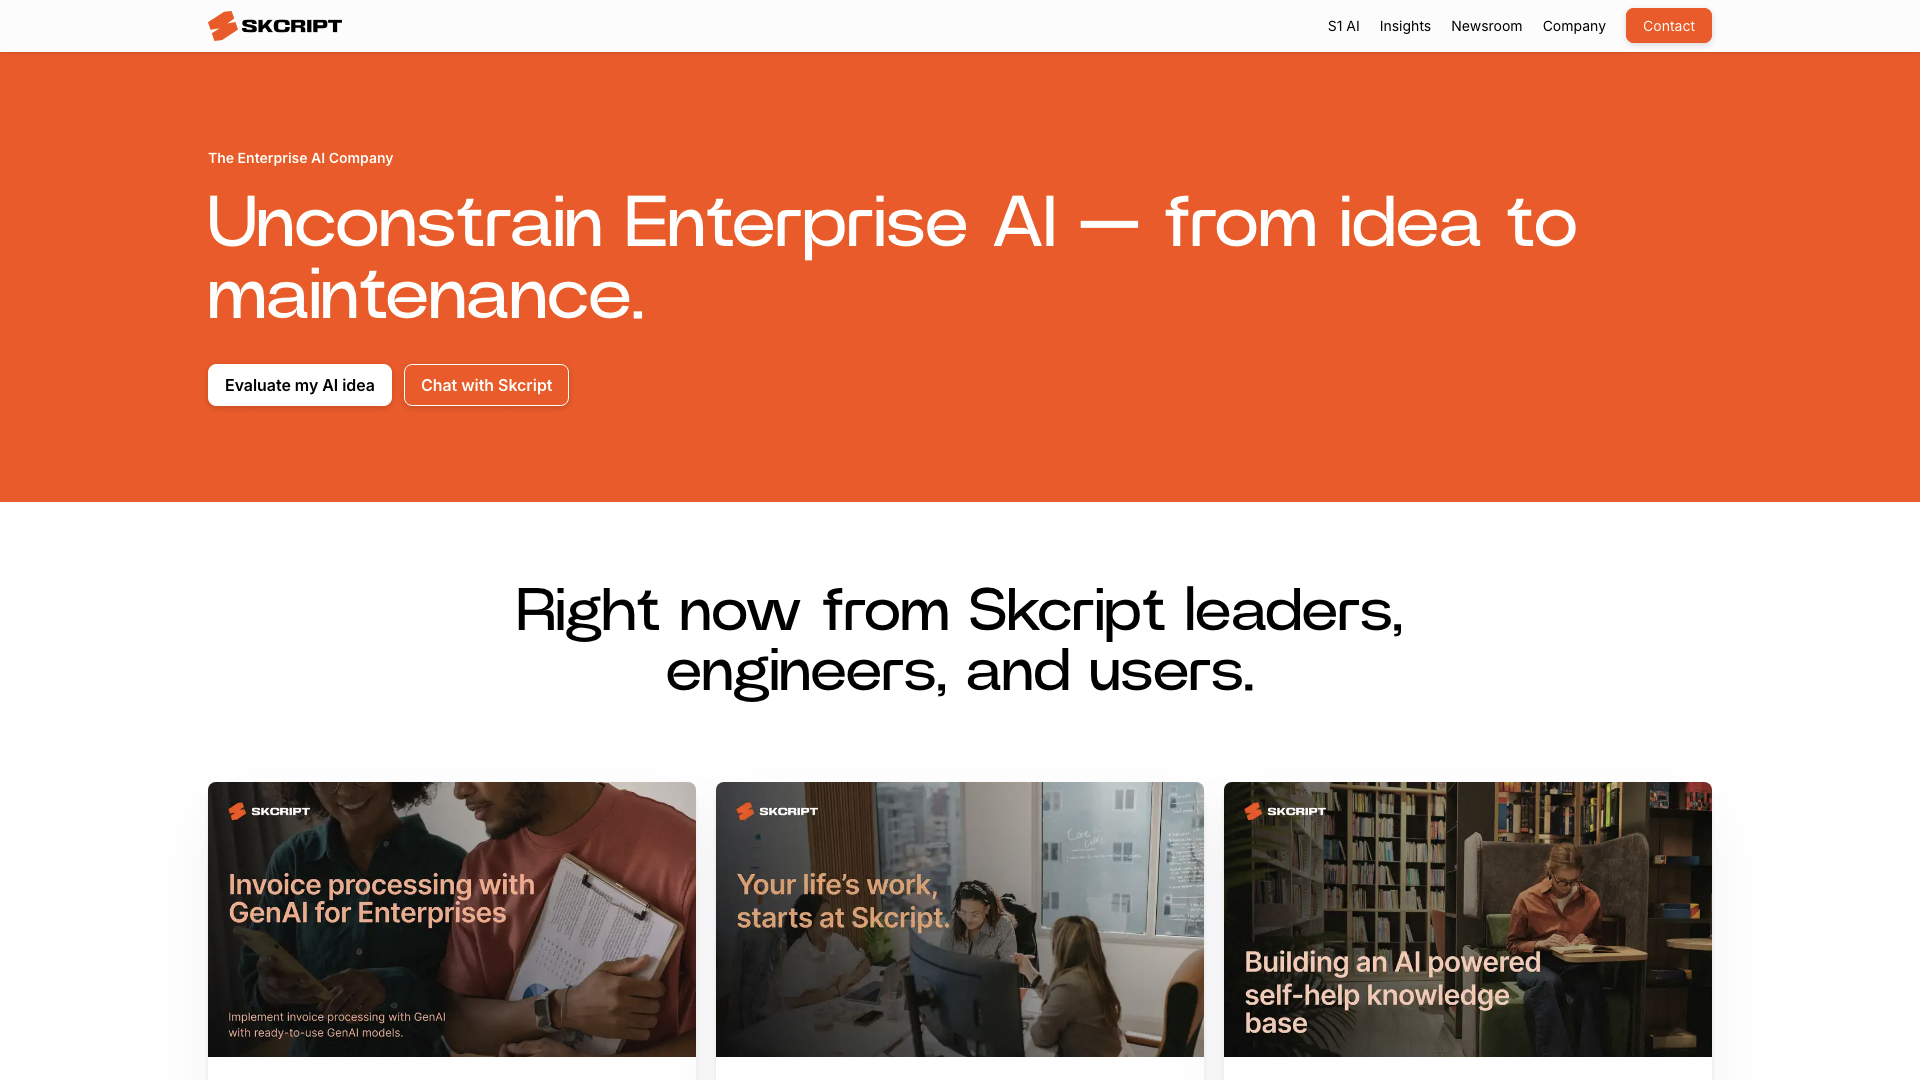 SKCRIPT
S1 AI
Insights
Newsroom
Company
Contact
The Enterprise AI Company
Unconstrain Enterprise AI — from idea to
maintenance.
Evaluate my AI idea
Chat with Skcript
Right now from Skcript leaders,
engineers, and users.
SKCRIPT
Invoice processing with
GenAI for Enterprises
Implement invoice processing with GenAI
with ready-to-use GenAI models.
SKCRIPT
Your life's work,
starts at Skcript.
SKCRIPT
Building an AI powered
self-help knowledge
base